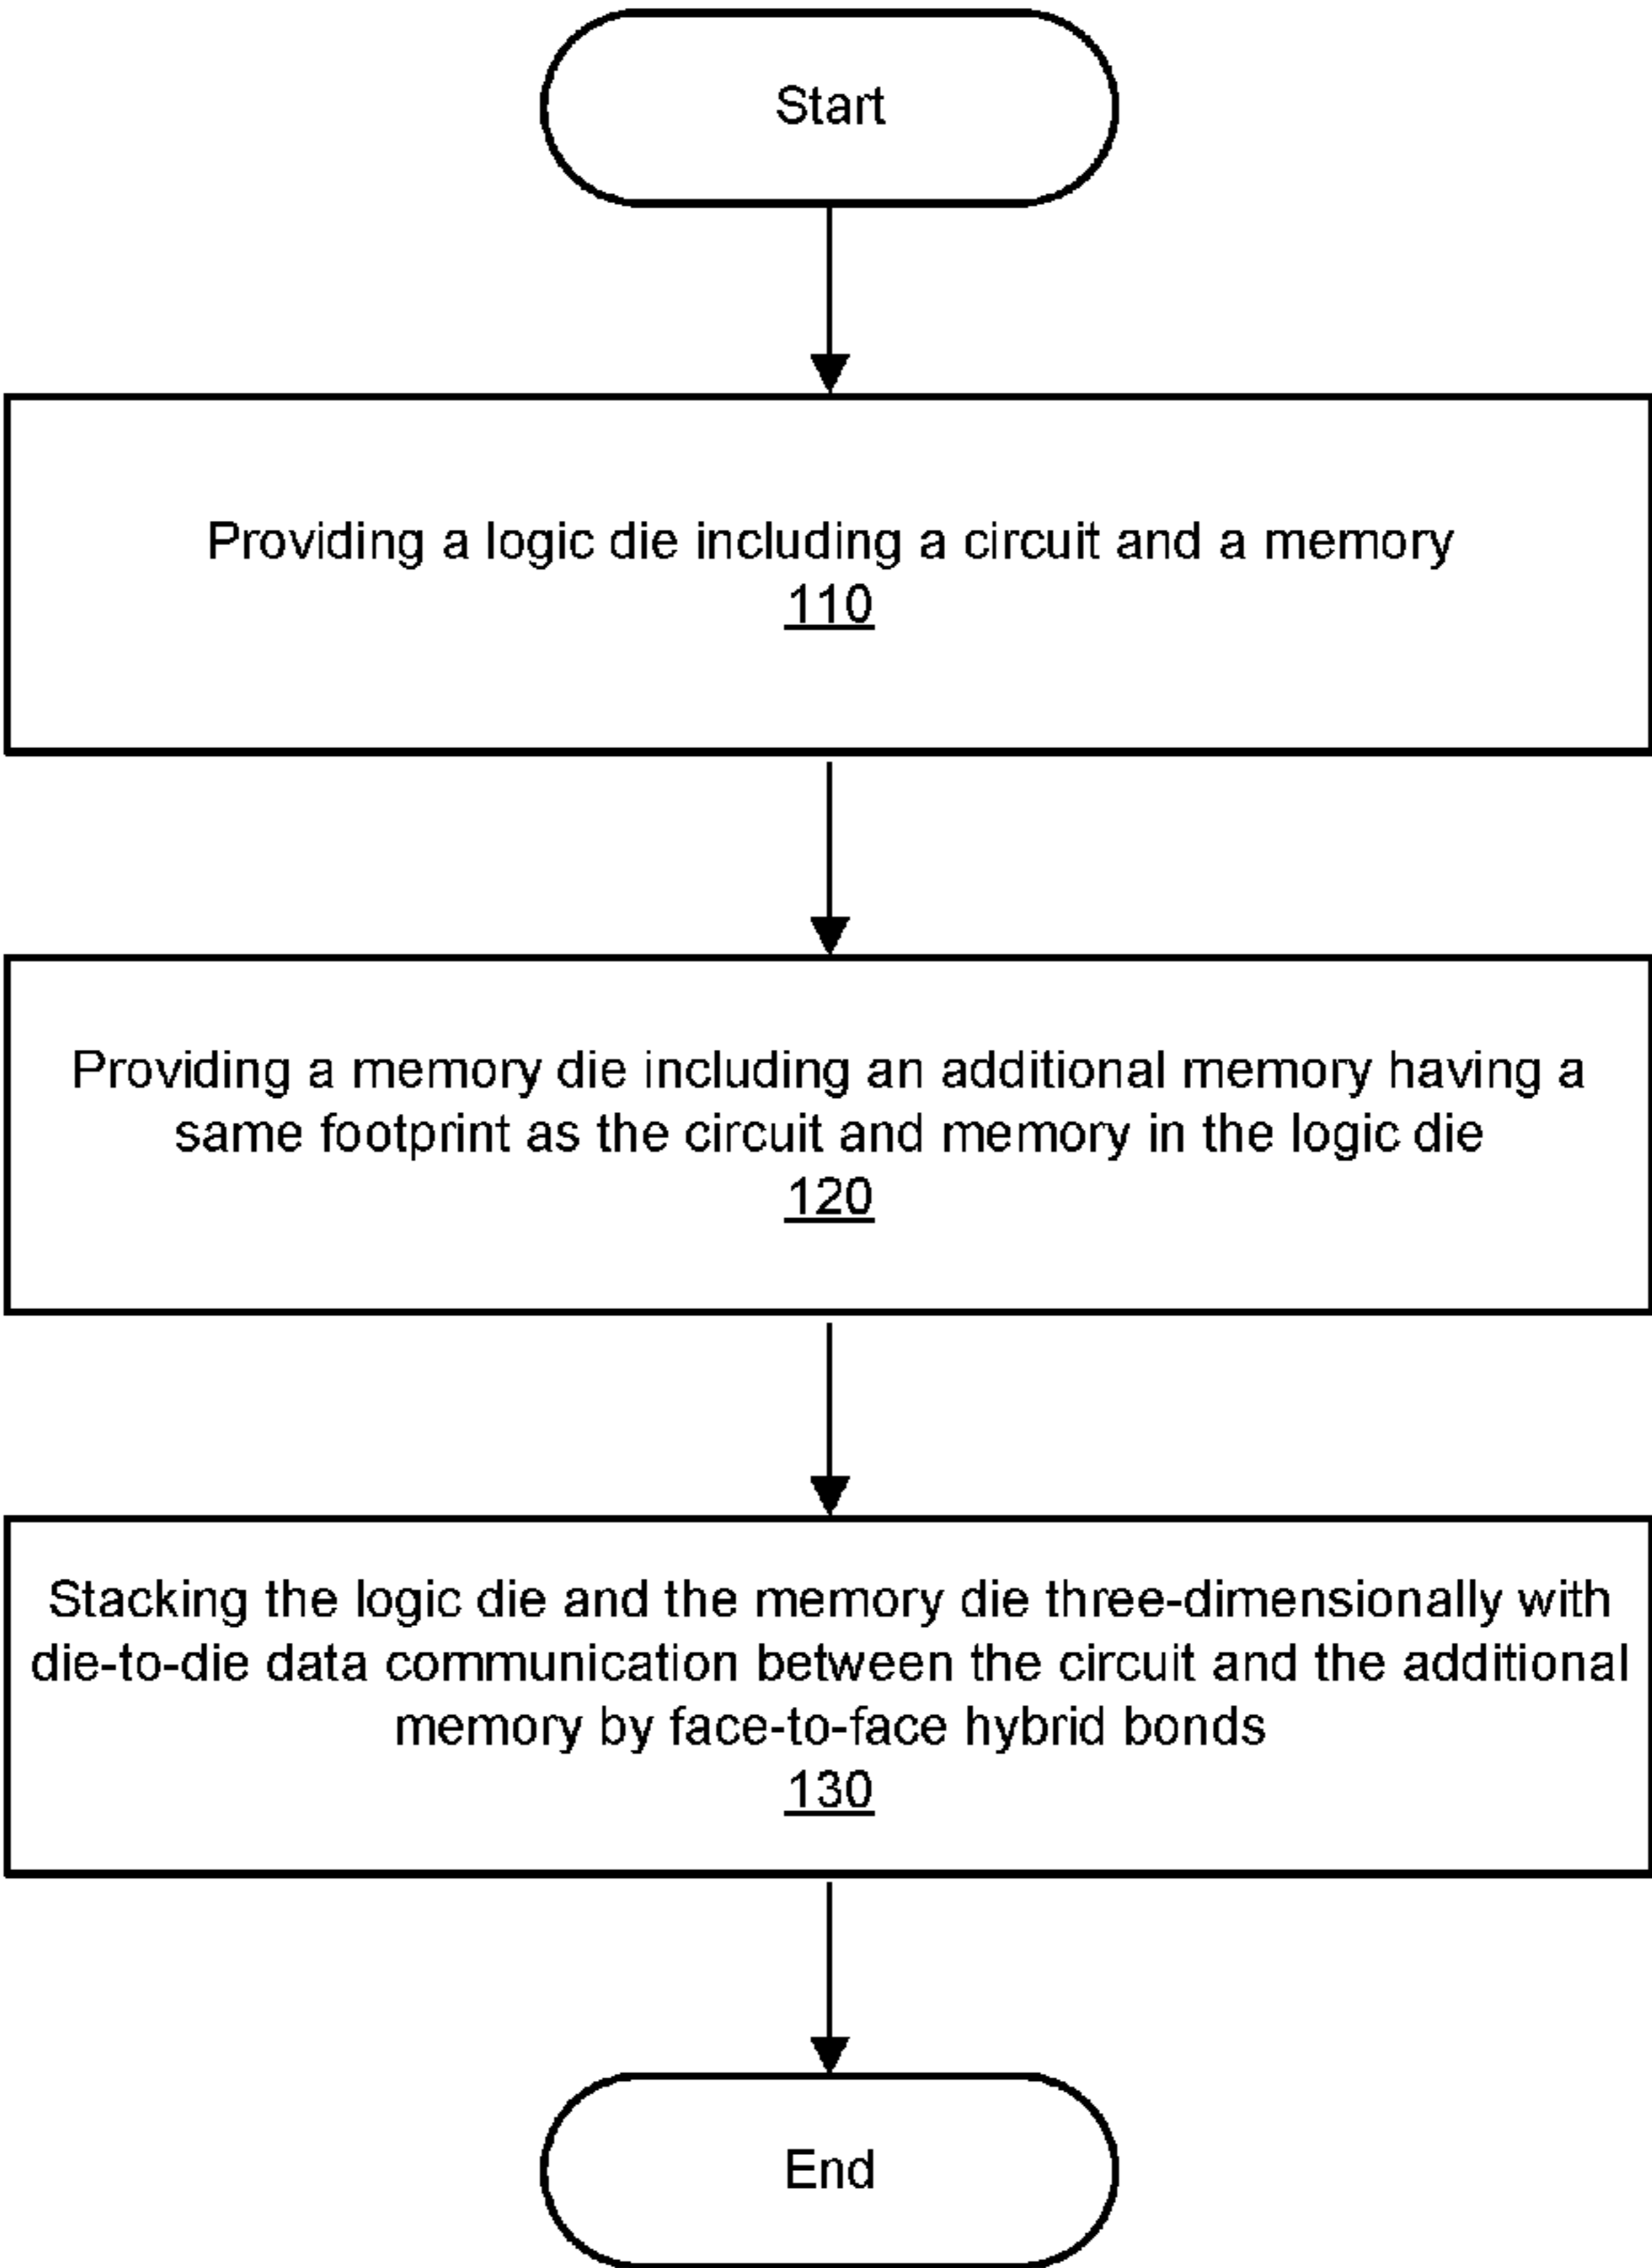 Start
Providing a logic die including a circuit and a memory
110
Providing a memory die including an additional memory having a
same footprint as the circuit and memory in the logic die
120
Stacking the logic die and the memory die three-dimensionally with
die-to-die data communication between the circuit and the additional
memory by face-to-face hybrid bonds
130
End